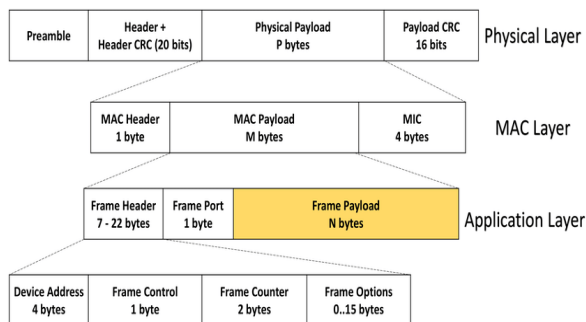 Preamble
Header +
Header CRC (20 bits)
Physical Payload
P bytes
Payload CRC
16 bits
Physical Layer
MAC Header
1 byte
MAC Payload
M bytes
MIC
4 bytes
MAC Layer
Frame Header
7 - 22 bytes
Frame Port
1 byte
Frame Payload
N bytes
Application Layer
Device Address
4 bytes
Frame Control
1 byte
Frame Counter
2 bytes
Frame Options
0..15 bytes